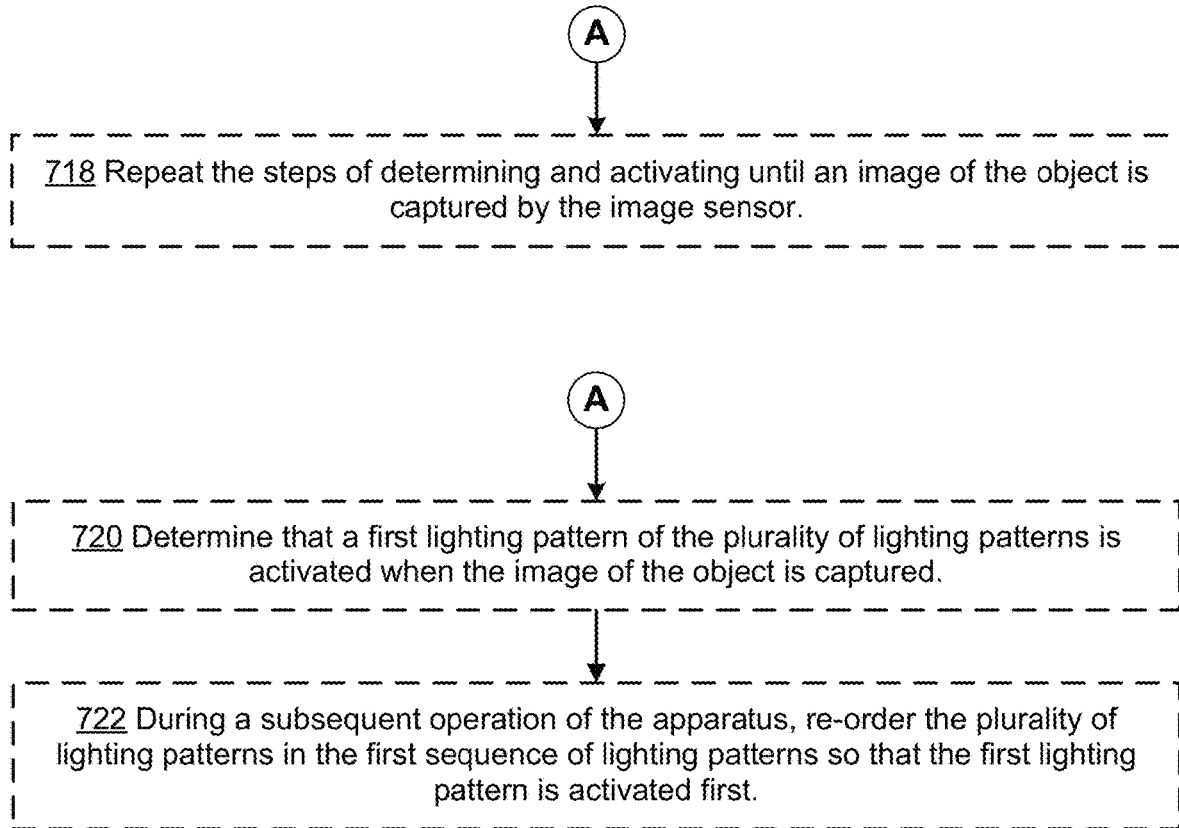 A
718 Repeat the steps of determining and activating until an image of the object is
captured by the image sensor.
A
720 Determine that a first lighting pattern of the plurality of lighting patterns is
activated when the image of the object is captured.
722 During a subsequent operation of the apparatus, re-order the plurality of
lighting patterns in the first sequence of lighting patterns so that the first lighting
pattern is activated first.